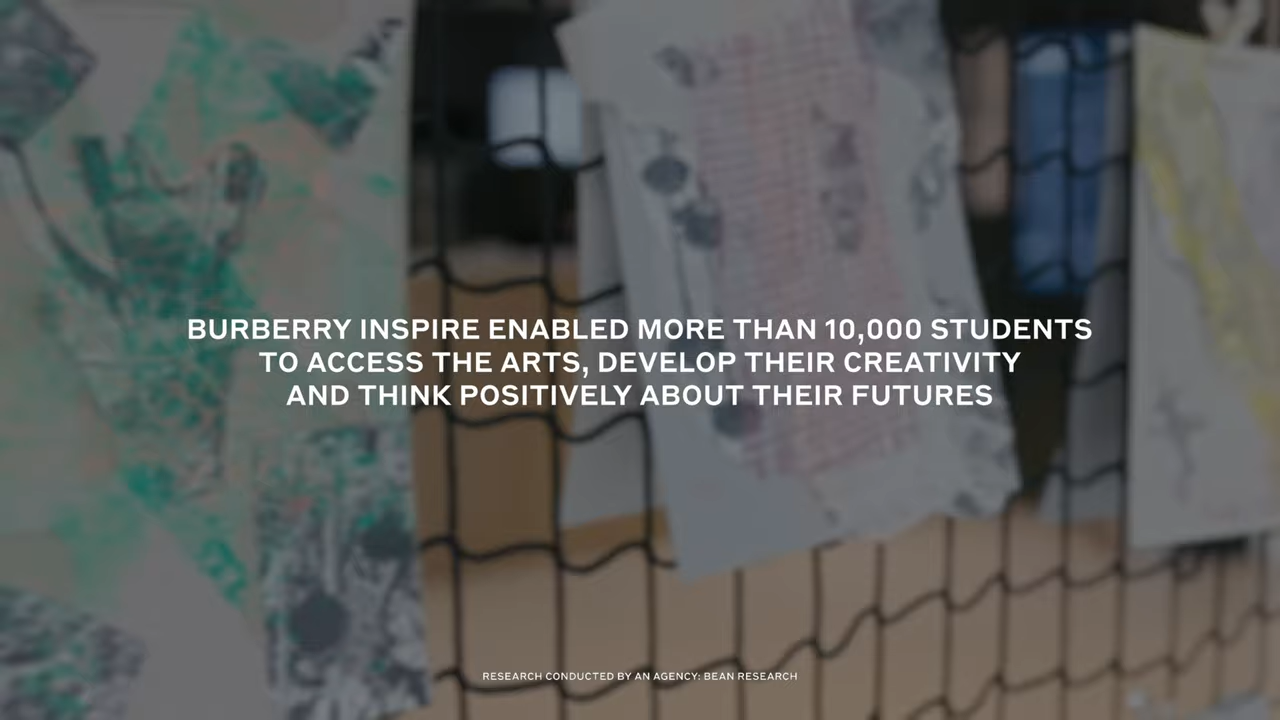 BURBERRY INSPIRE ENABLED MORE THAN 10,000 STUDENTS
TO ACCESS THE ARTS, DEVELOP THEIR CREATIVITY
AND THINK POSITIVELY ABOUT THEIR FUTURES
RESEARCH CONDUCTED BY AN AGENCY: BEAN RESEARCH